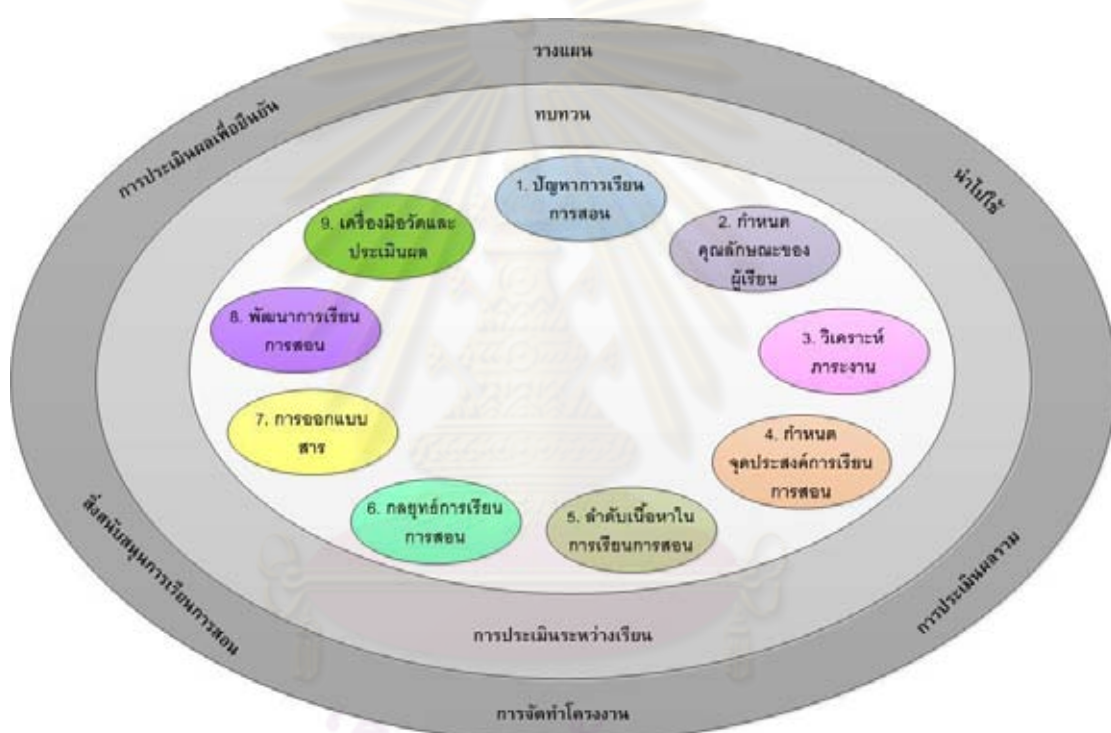 วางแผน
ทบทวน
การประเมินผลเพื่อยืนยัน
นำไปใช้
1. ปัญหาการเรียน
การสอน
2. กำหนด
คุณลักษณะของ
ผู้เรียน
3. วิเคราะห์
ภาระงาน
4. กำหนด
จุดประสงค์การเรียน
การสอน
5. ลำดับเนื้อหาใน
การเรียนการสอน
6. กลยุทธ์การเรียน
การสอน
7. การออกแบบ
สาร
8. พัฒนาการเรียน
การสอน
9. เครื่องมือวัดและ
ประเมินผล
สิ่งสนับสนุนการเรียนการสอน
การประเมินผลรวม
การประเมินระหว่างเรียน
การจัดทำโครงงาน